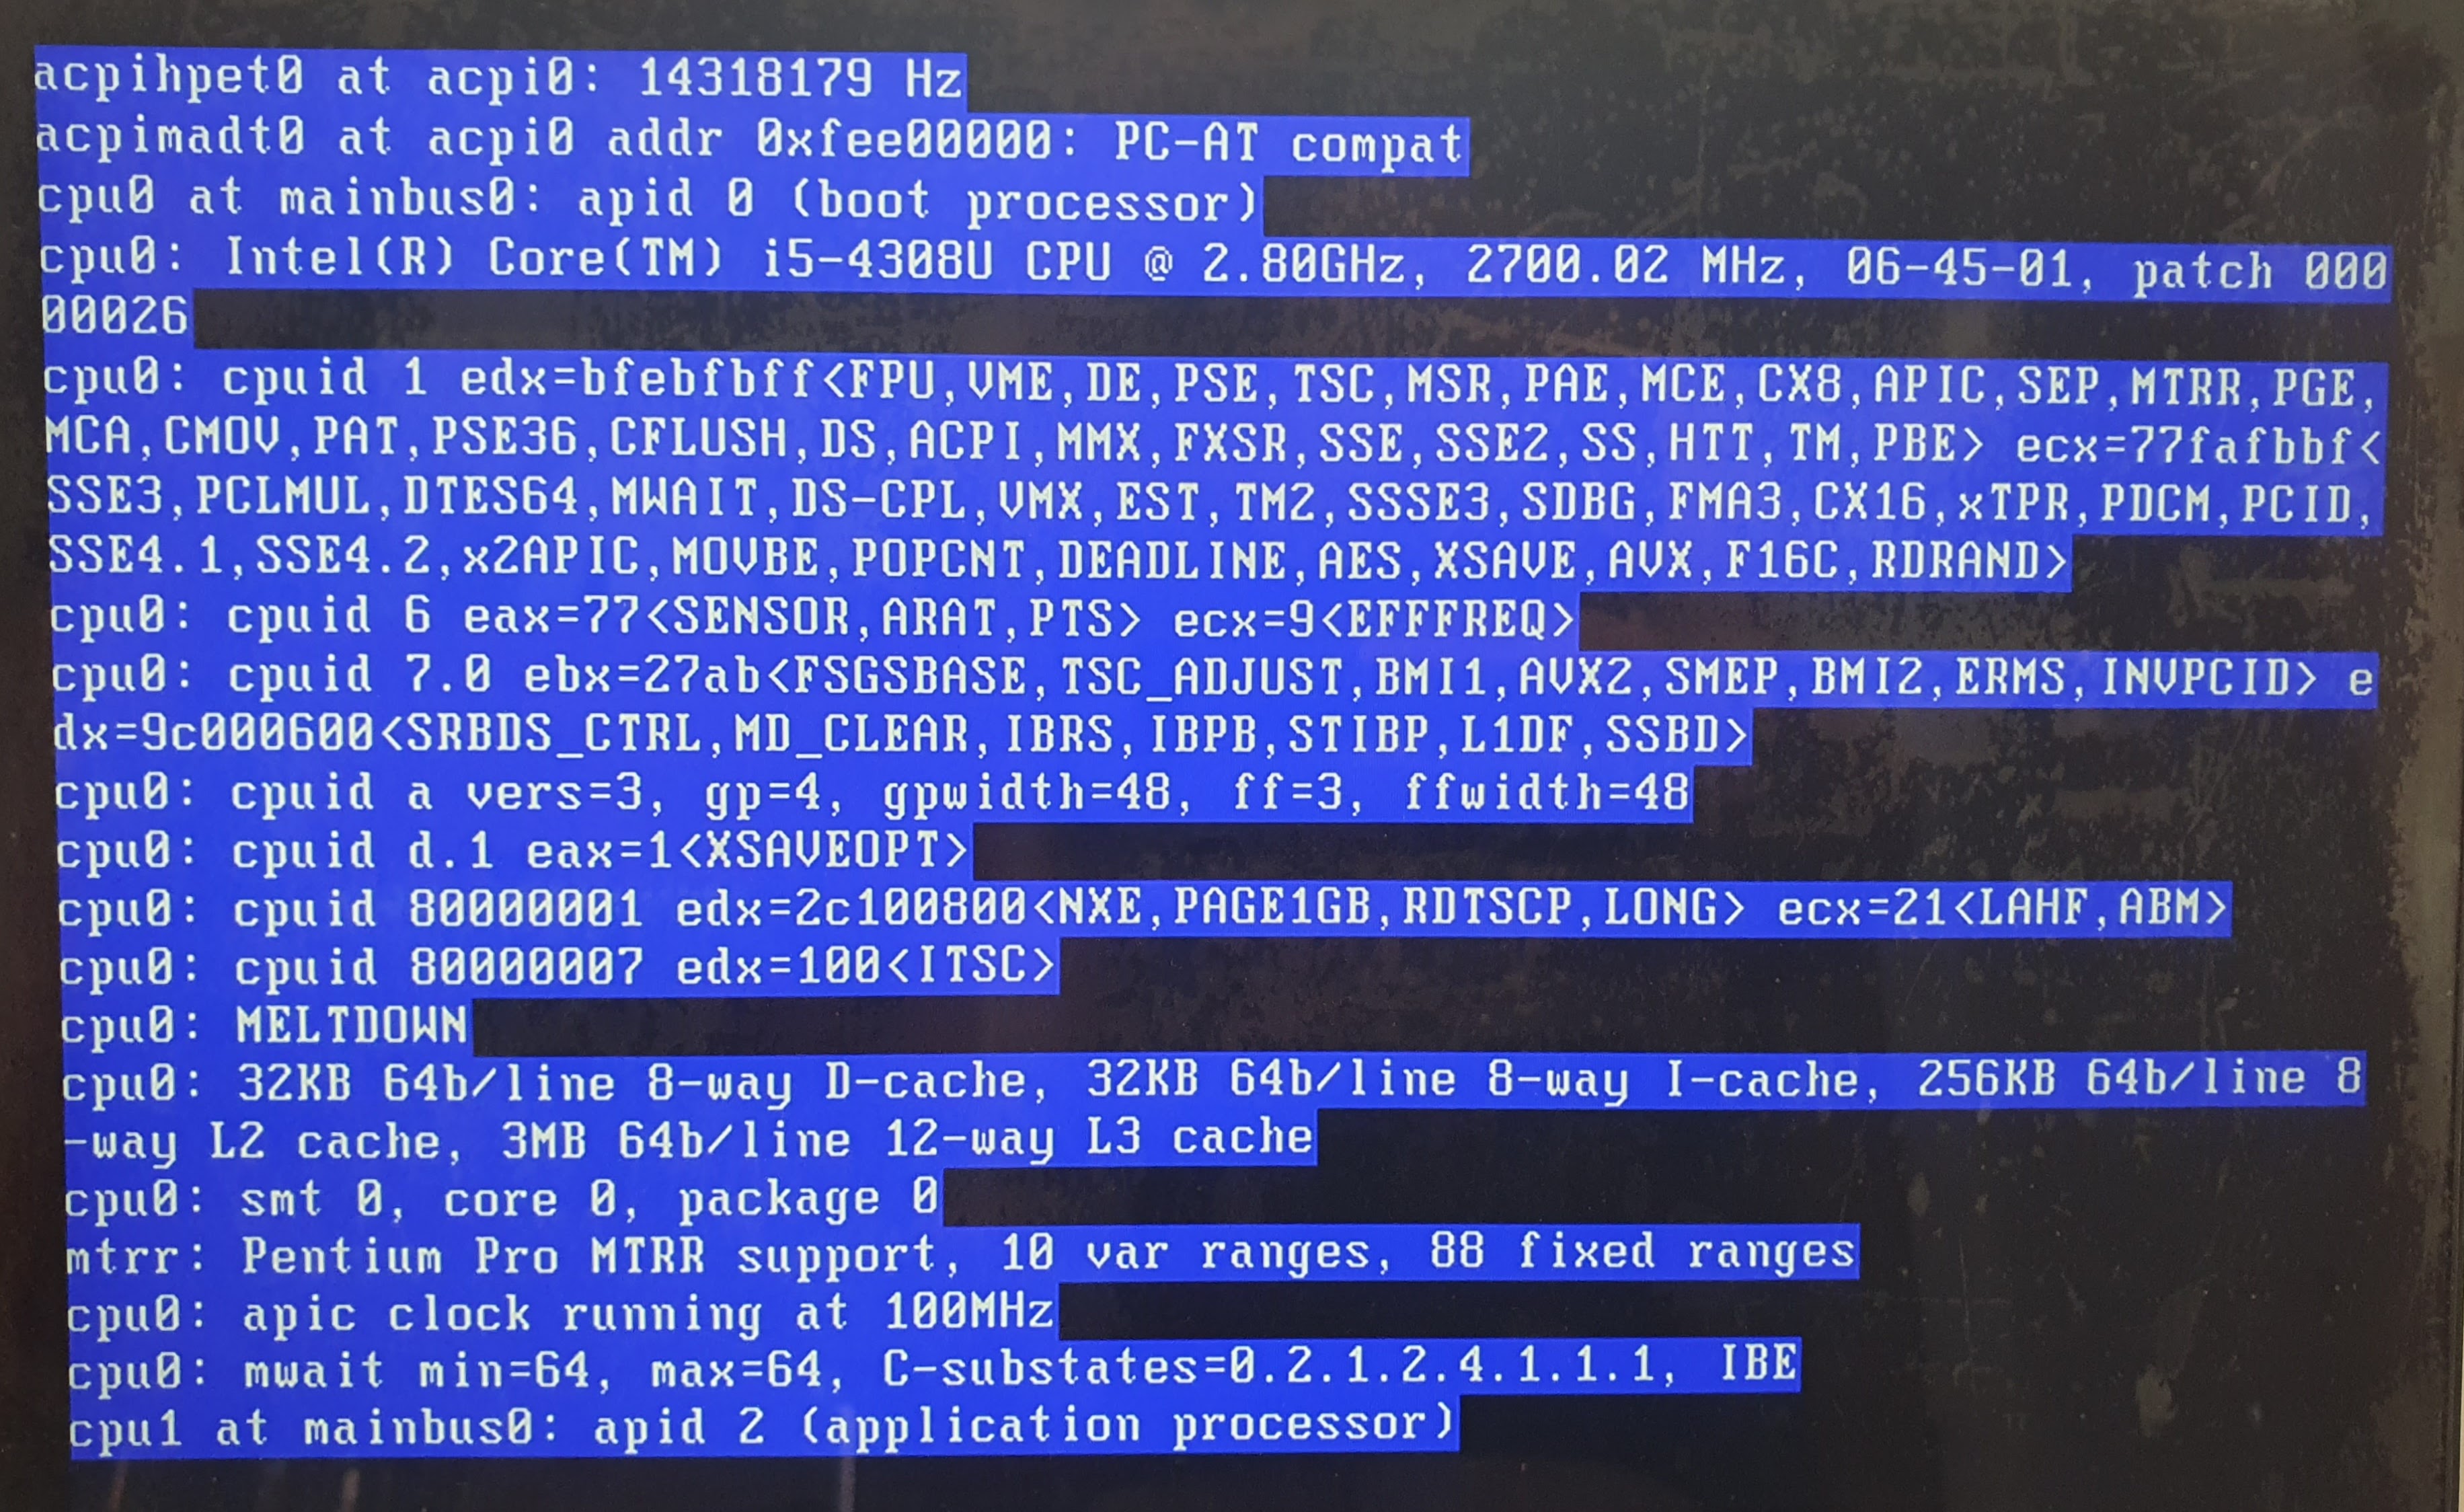 acpihpet0 at acpi0: 14318179 Hz
acpimadt0 at acpi0 addr 0xfee00000: PC-AT compat
cpu0 at mainbus0: apid 0 (boot processor)
cpu0: Intel(R) Core(TM) i5-4308U CPU @ 2.80GHz, 2700.02 MHz, 06-45-01, patch 000
00026
cpu0: cpuid 1 edx=bfebfbff<FPU,VME,DE,PSE,TSC,MSR,PAE,MCE,CX8,APIC,SEP,MTRR,PGE,
MCA,CMOV,PAT,PSE36,CFLUSH,DS,ACPI,MMX,FXSR,SSE,SSE2,SS,HTT,TM,PBE> ecx=77fafbbf<
SSE3,PCLMUL,DTES64,MWAIT,DS-CPL,VMX,EST,TM2,SSSE3,SDBG,FMA3,CX16,xTPR,PDCM,PCID,
SSE4.1,SSE4.2,x2APIC,MOVBE,POPCNT,DEADLINE,AES,XSAVE,AVX,F16C,RDRAND>
cpu0: cpuid 6 eax=77<SENSOR,ARAT,PTS> ecx=9<EFFFREQ>
cpu0: cpuid 7.0 ebx=27ab<FSGSBASE,TSC_ADJUST,BMI1,AVX2,SMEP,BMI2,ERMS,INVPCID> e
dx=9c000600<SRBDS_CTRL,MD_CLEAR,IBRS,IBPB,STIBP,L1DF,SSBD>
cpu0: cpuid a vers=3, gp=4, gpwidth=48, ff=3, ffwidth=48
cpu0: cpuid d.1 eax=1<XSAVEOPT>
cpu0: cpuid 80000001 edx=2c100800<NXE,PAGE1GB,RDTSCP,LONG> ecx=21<LAHF,ABM>
cpu0: cpuid 80000007 edx=100<ITSC>
cpu0: MELTDOWN
cpu0: 32KB 64b/line 8-way D-cache, 32KB 64b/line 8-way I-cache, 256KB 64b/line 8
-way L2 cache, 3MB 64b/line 12-way L3 cache
cpu0: smt 0, core 0, package 0
mtrr: Pentium Pro MTRR support, 10 var ranges, 88 fixed ranges
cpu0: apic clock running at 100MHz
cpu0: mwait min=64, max=64, C-substates=0.2.1.2.4.1.1.1, IBE
cpu1 at mainbus0: apid 2 (application processor)